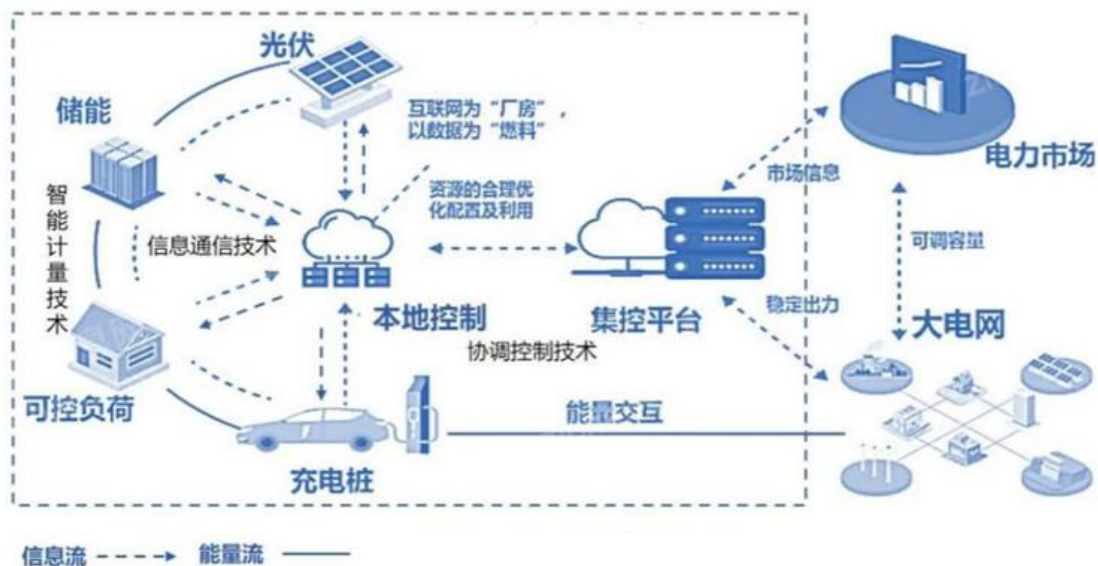 光伏
储能
互联网为“厂房”,
以数据为“燃料”
电力市场
市场信息
资源的合理优
化配置及利用
智能计量技术
信息通信技术
可调容量
稳定出力
本地控制
集控平台
大电网
协调控制技术
可控负荷
能量交互
充电桩
信息流
能量流